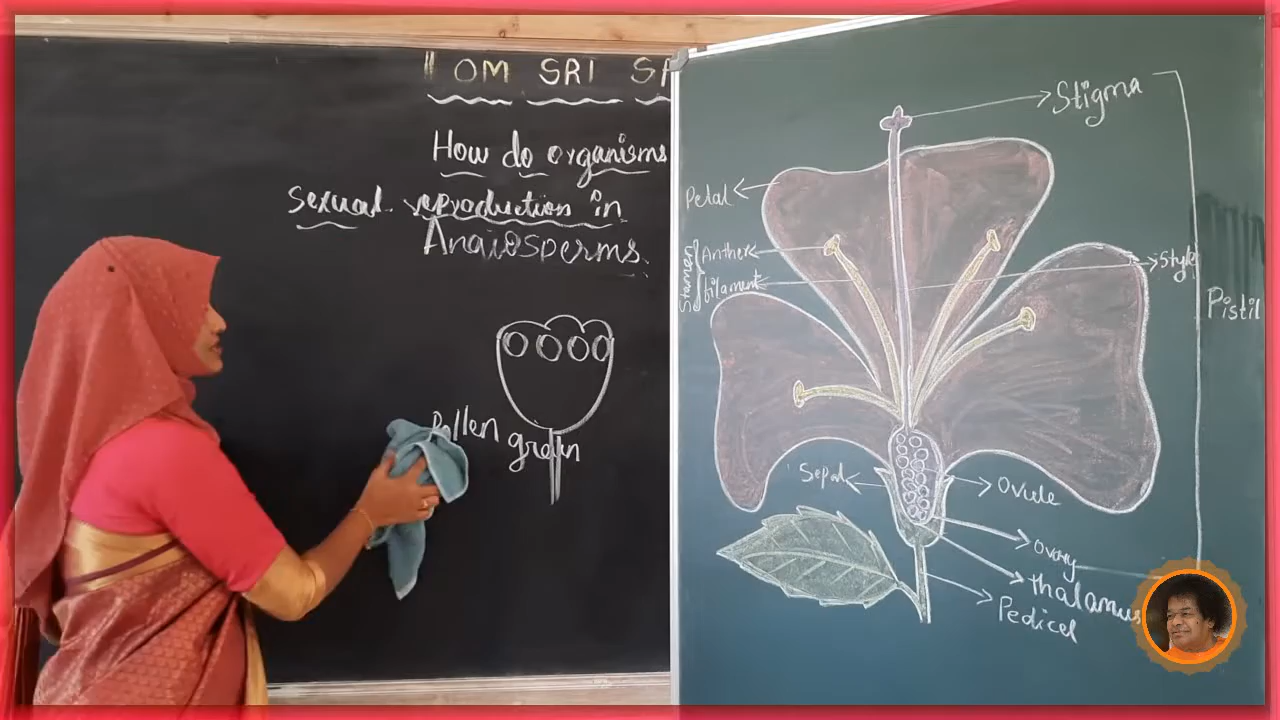 " OM SRI SA
How do organisms
sexual reproduction in
Angiosperms.
Pollen grain
Stigma
Petal
Stamen
Anther
filament
Style
Pistil
Sepal
Ovule
Ovary
thalamus
Pedicel